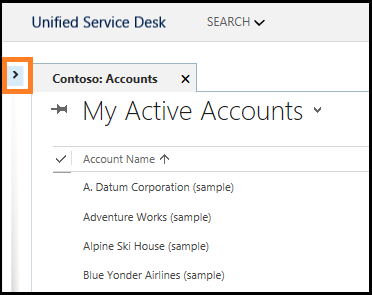 Unified Service Desk SEARCH
Contoso: Accounts
My Active Accounts
Account Name
A. Datum Corporation (sample)
Adventure Works (sample)
Alpine Ski House (sample)
Blue Yonder Airlines (sample)